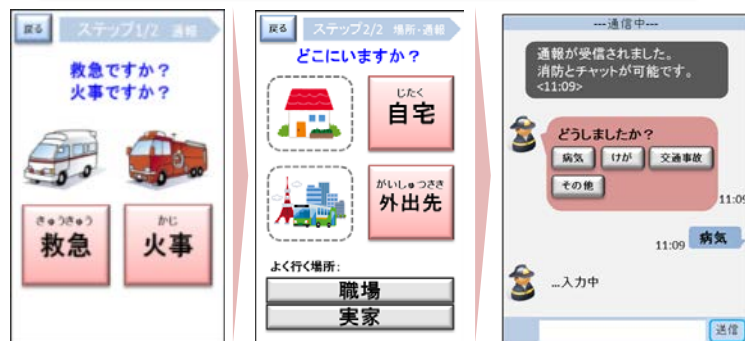 戻る
ステップ1/2 通報
救急ですか？
火事ですか？
きゅうきゅう
救急
かじ
火事
戻る
ステップ2/2 場所・通報
どこにいますか？
じたく
自宅
がいしゅつさき
外出先
よく行く場所:
職場
実家
---通信中---
通報が受信されました。
消防とチャットが可能です。
<11:09>
どうしましたか？
病気 けが 交通事故
その他
11:09
11:09 病気
...入力中
送信